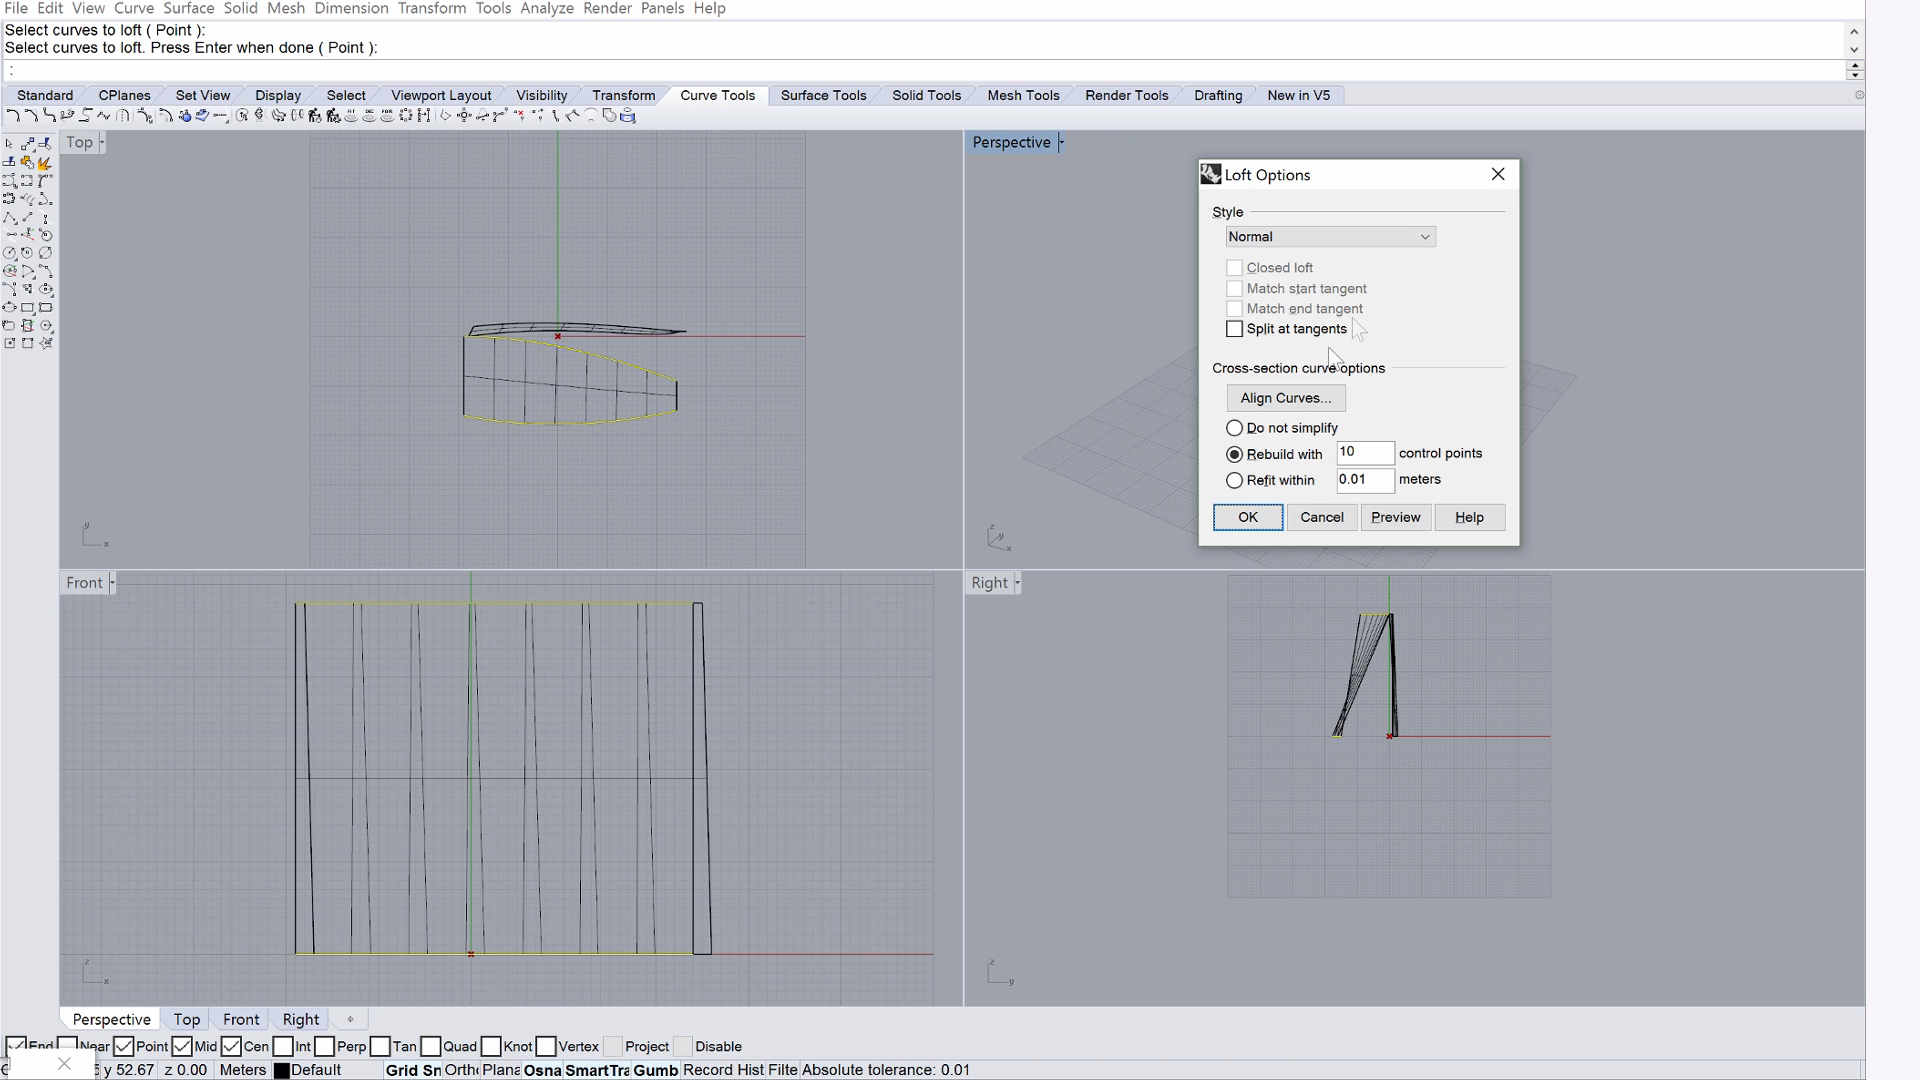 File Edit View Curve Surface Solid Mesh Dimension Transform Tools Analyze Render Panels Help
Select curves to loft ( Point ):
Select curves to loft. Press Enter when done ( Point ):
:
Standard CPlanes Set View Display Select Viewport Layout Visibility Transform Curve Tools Surface Tools Solid Tools Mesh Tools Render Tools Drafting New in V5
Top
Perspective
Loft Options
Style
Normal
Closed loft
Match start tangent
Match end tangent
Split at tangents
Cross-section curve options
Align Curves...
Do not simplify
Rebuild with 10 control points
Refit within 0.01 meters
OK Cancel Preview Help
y
x
z
y
x
Front
Right
z
x
z
y
Perspective Top Front Right
End Near Point Mid Cen Int Perp Tan Quad Knot Vertex Project Disable
y 52.67 z 0.00 Meters Default Grid Sn Ortho Plana Osna SmartTra Gumb Record Hist Filte Absolute tolerance: 0.01